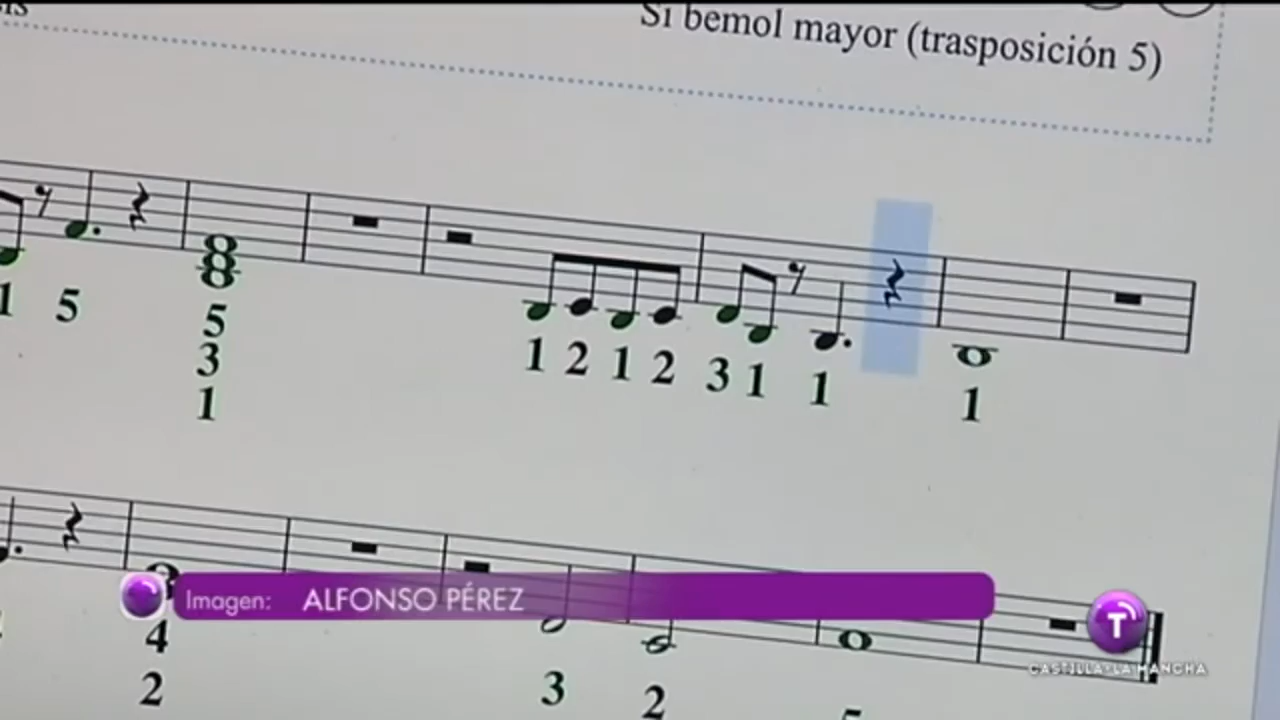 Si bemol mayor (trasposición 5)
1 5 5 1 2 1 2 3 1 1 1
3
1
Imagen: ALFONSO PÉREZ
T
CASTILLA-LA MANCHA
4 3 2
2